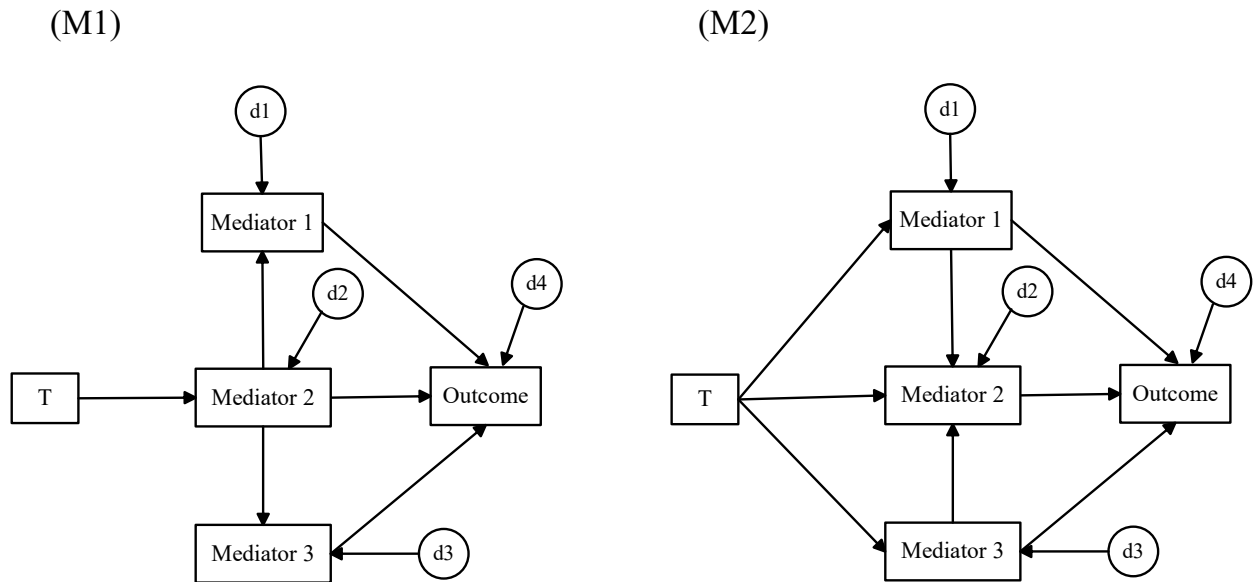 (M1)
d1
Mediator 1
d2
d4
T
Mediator 2
Outcome
Mediator 3
d3
(M2)
d1
Mediator 1
d2
d4
T
Mediator 2
Outcome
Mediator 3
d3